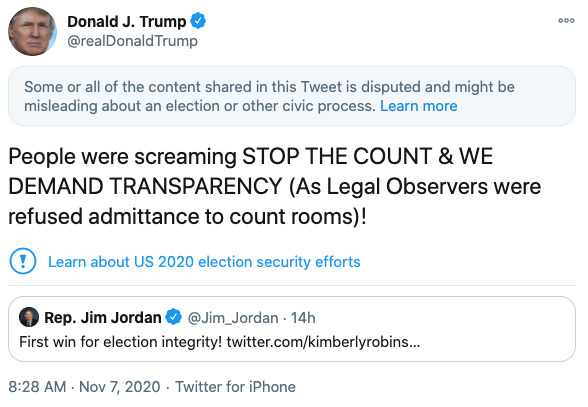 Donald J. Trump
@realDonaldTrump
Some or all of the content shared in this Tweet is disputed and might be
misleading about an election or other civic process. Learn more
People were screaming STOP THE COUNT & WE
DEMAND TRANSPARENCY (As Legal Observers were
refused admittance to count rooms)!
Learn about US 2020 election security efforts
Rep. Jim Jordan @Jim_Jordan · 14h
First win for election integrity! twitter.com/kimberlyrobins...
8:28 AM · Nov 7, 2020 · Twitter for iPhone